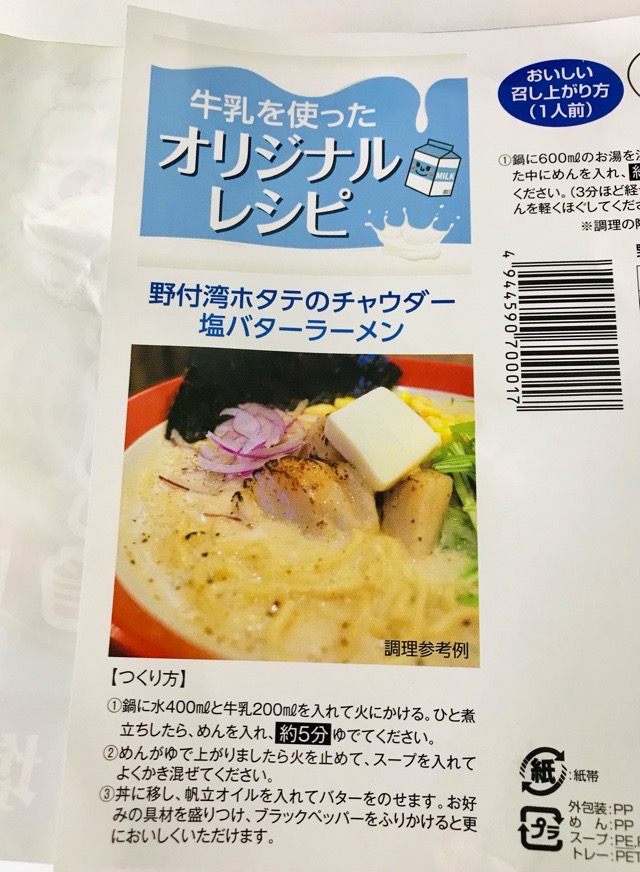 牛乳を使った
オリジナル
レシピ
MILK
野付湾ホタテのチャウダー
塩バターラーメン
調理参考例
【つくり方】
①鍋に水400mlと牛乳200mlを入れて火にかける。ひと煮
立ちしたら、めんを入れ、約5分ゆでてください。
②めんがゆで上がりましたら火を止めて、スープを入れて
よくかき混ぜてください。
③丼に移し、帆立オイルを入れてバターをのせます。お好
みの具材を盛りつけ、ブラックペッパーをふりかけると更
においしくいただけます。
おいしい
召し上がり方
(1人前)
①鍋に600mlのお湯を
た中にめんを入れ、
ください。(3分ほど経
んを軽くほぐしてくだ
※調理の
4944590700017
紙
:紙帯
プラ
外包装:PP
めん:PP
スープ:PE,
トレー:PET